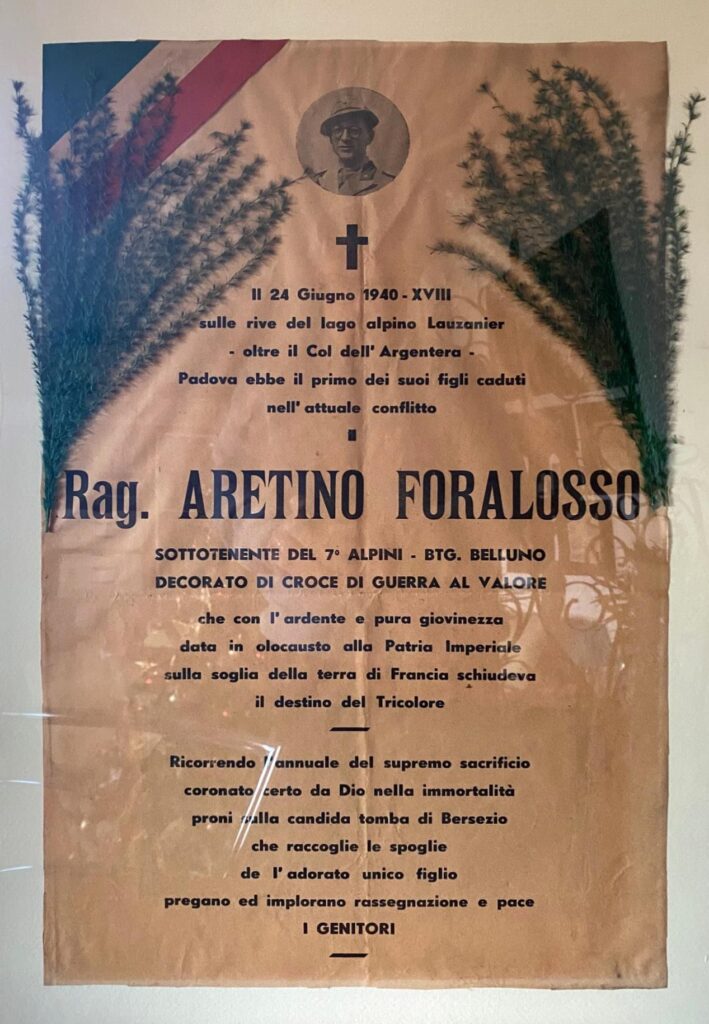 Il 24 Giugno 1940 - XVIII
sulle rive del lago alpino Lauzanier
- oltre il Col dell'Argentera -
Padova ebbe il primo dei suoi figli caduti
nell'attuale conflitto
Rag. ARETINO FORALOSSO
SOTTOTENENTE DEL 7° ALPINI - BTG. BELLUNO
DECORATO DI CROCE DI GUERRA AL VALORE
che con l'ardente e pura giovinezza
data in olocausto alla Patria Imperiale
sulla soglia della terra di Francia schiudeva
il destino del Tricolore
Ricorrendo l'annuale del supremo sacrificio
coronato certo da Dio nella immortalità
proni sulla candida tomba di Bersezio
che raccoglie le spoglie
de l'adorato unico figlio
pregano ed implorano rassegnazione e pace
I GENITORI